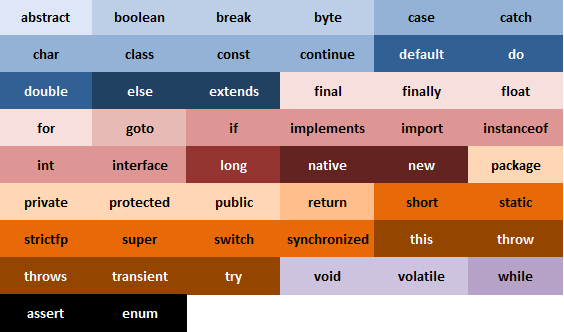 abstract boolean break byte case catch
char class const continue default do
double else extends final finally float
for goto if implements import instanceof
int interface long native new package
private protected public return short static
strictfp super switch synchronized this throw
throws transient try void volatile while
assert enum